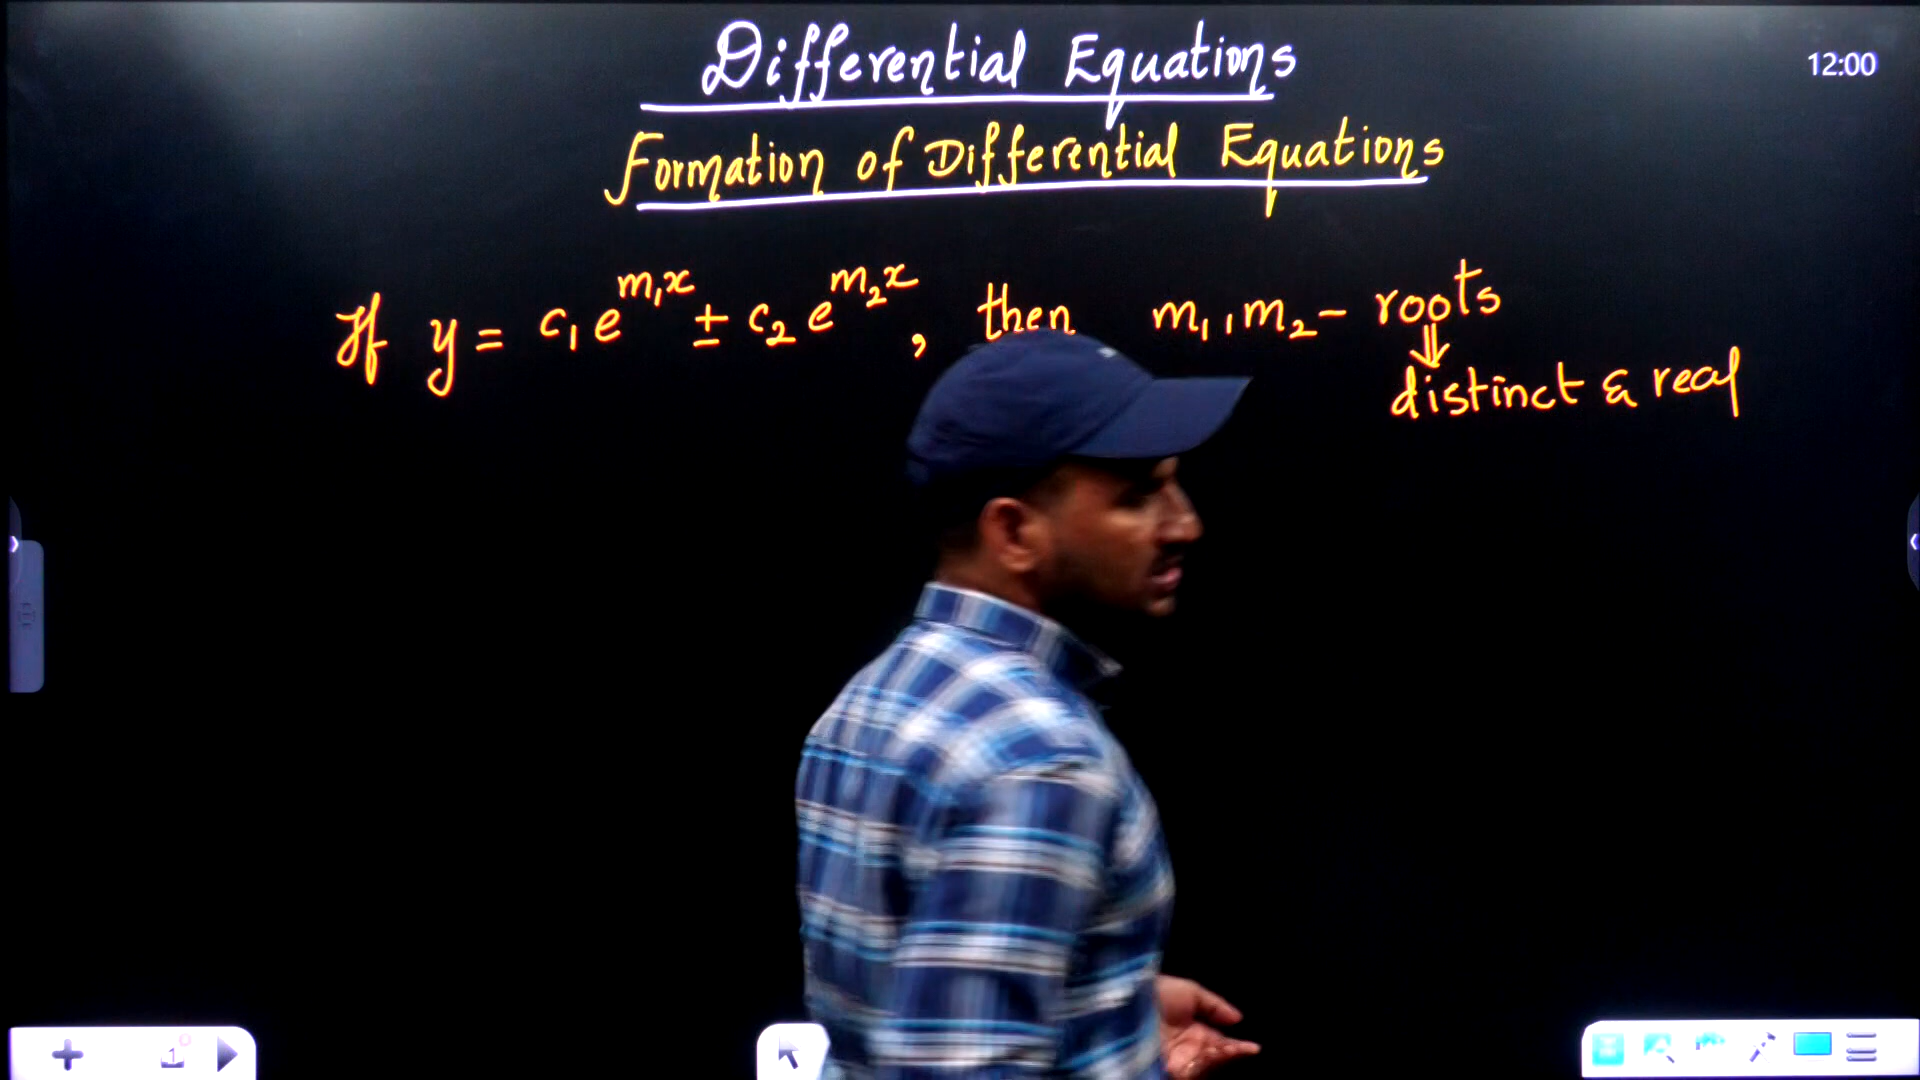 Differential Equations
12:00
Formation of Differential Equations
If y = c₁e^{m₁x} ± c₂e^{m₂x}, then m₁, m₂ - roots
⇓
distinct & real
1